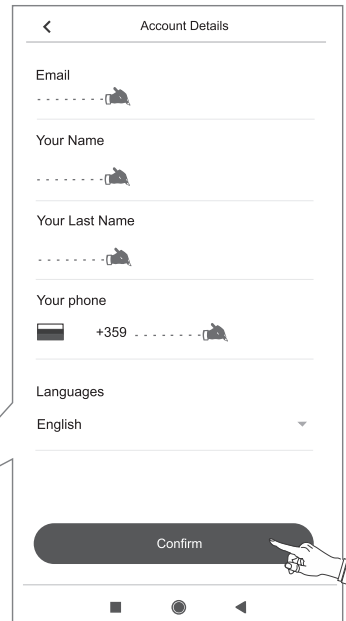 Account Details
Email
Your Name
Your Last Name
Your phone
+359
Languages
English
Confirm